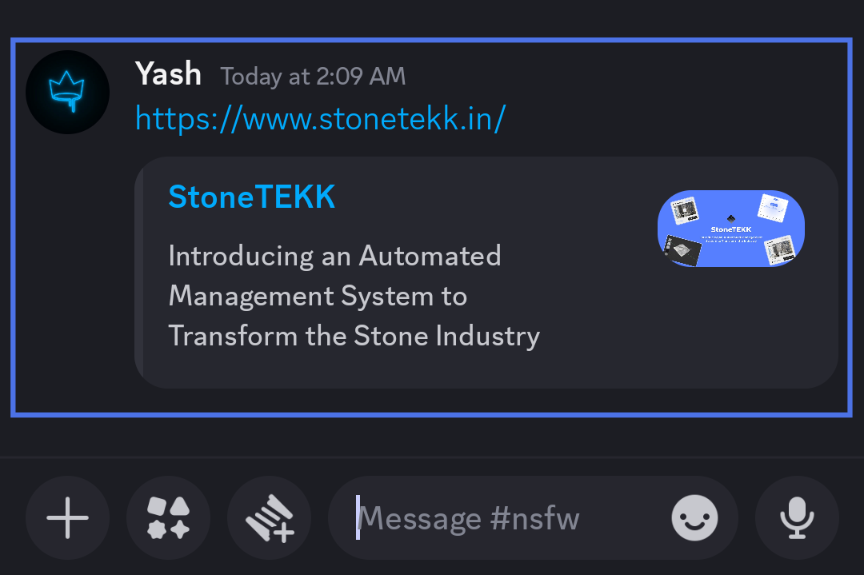 Yash Today at 2:09 AM
https://www.stonetekk.in/
StoneTEKK
StoneTEKK
Introducing an Automated
Management System to
Transform the Stone Industry
Message #nsfw